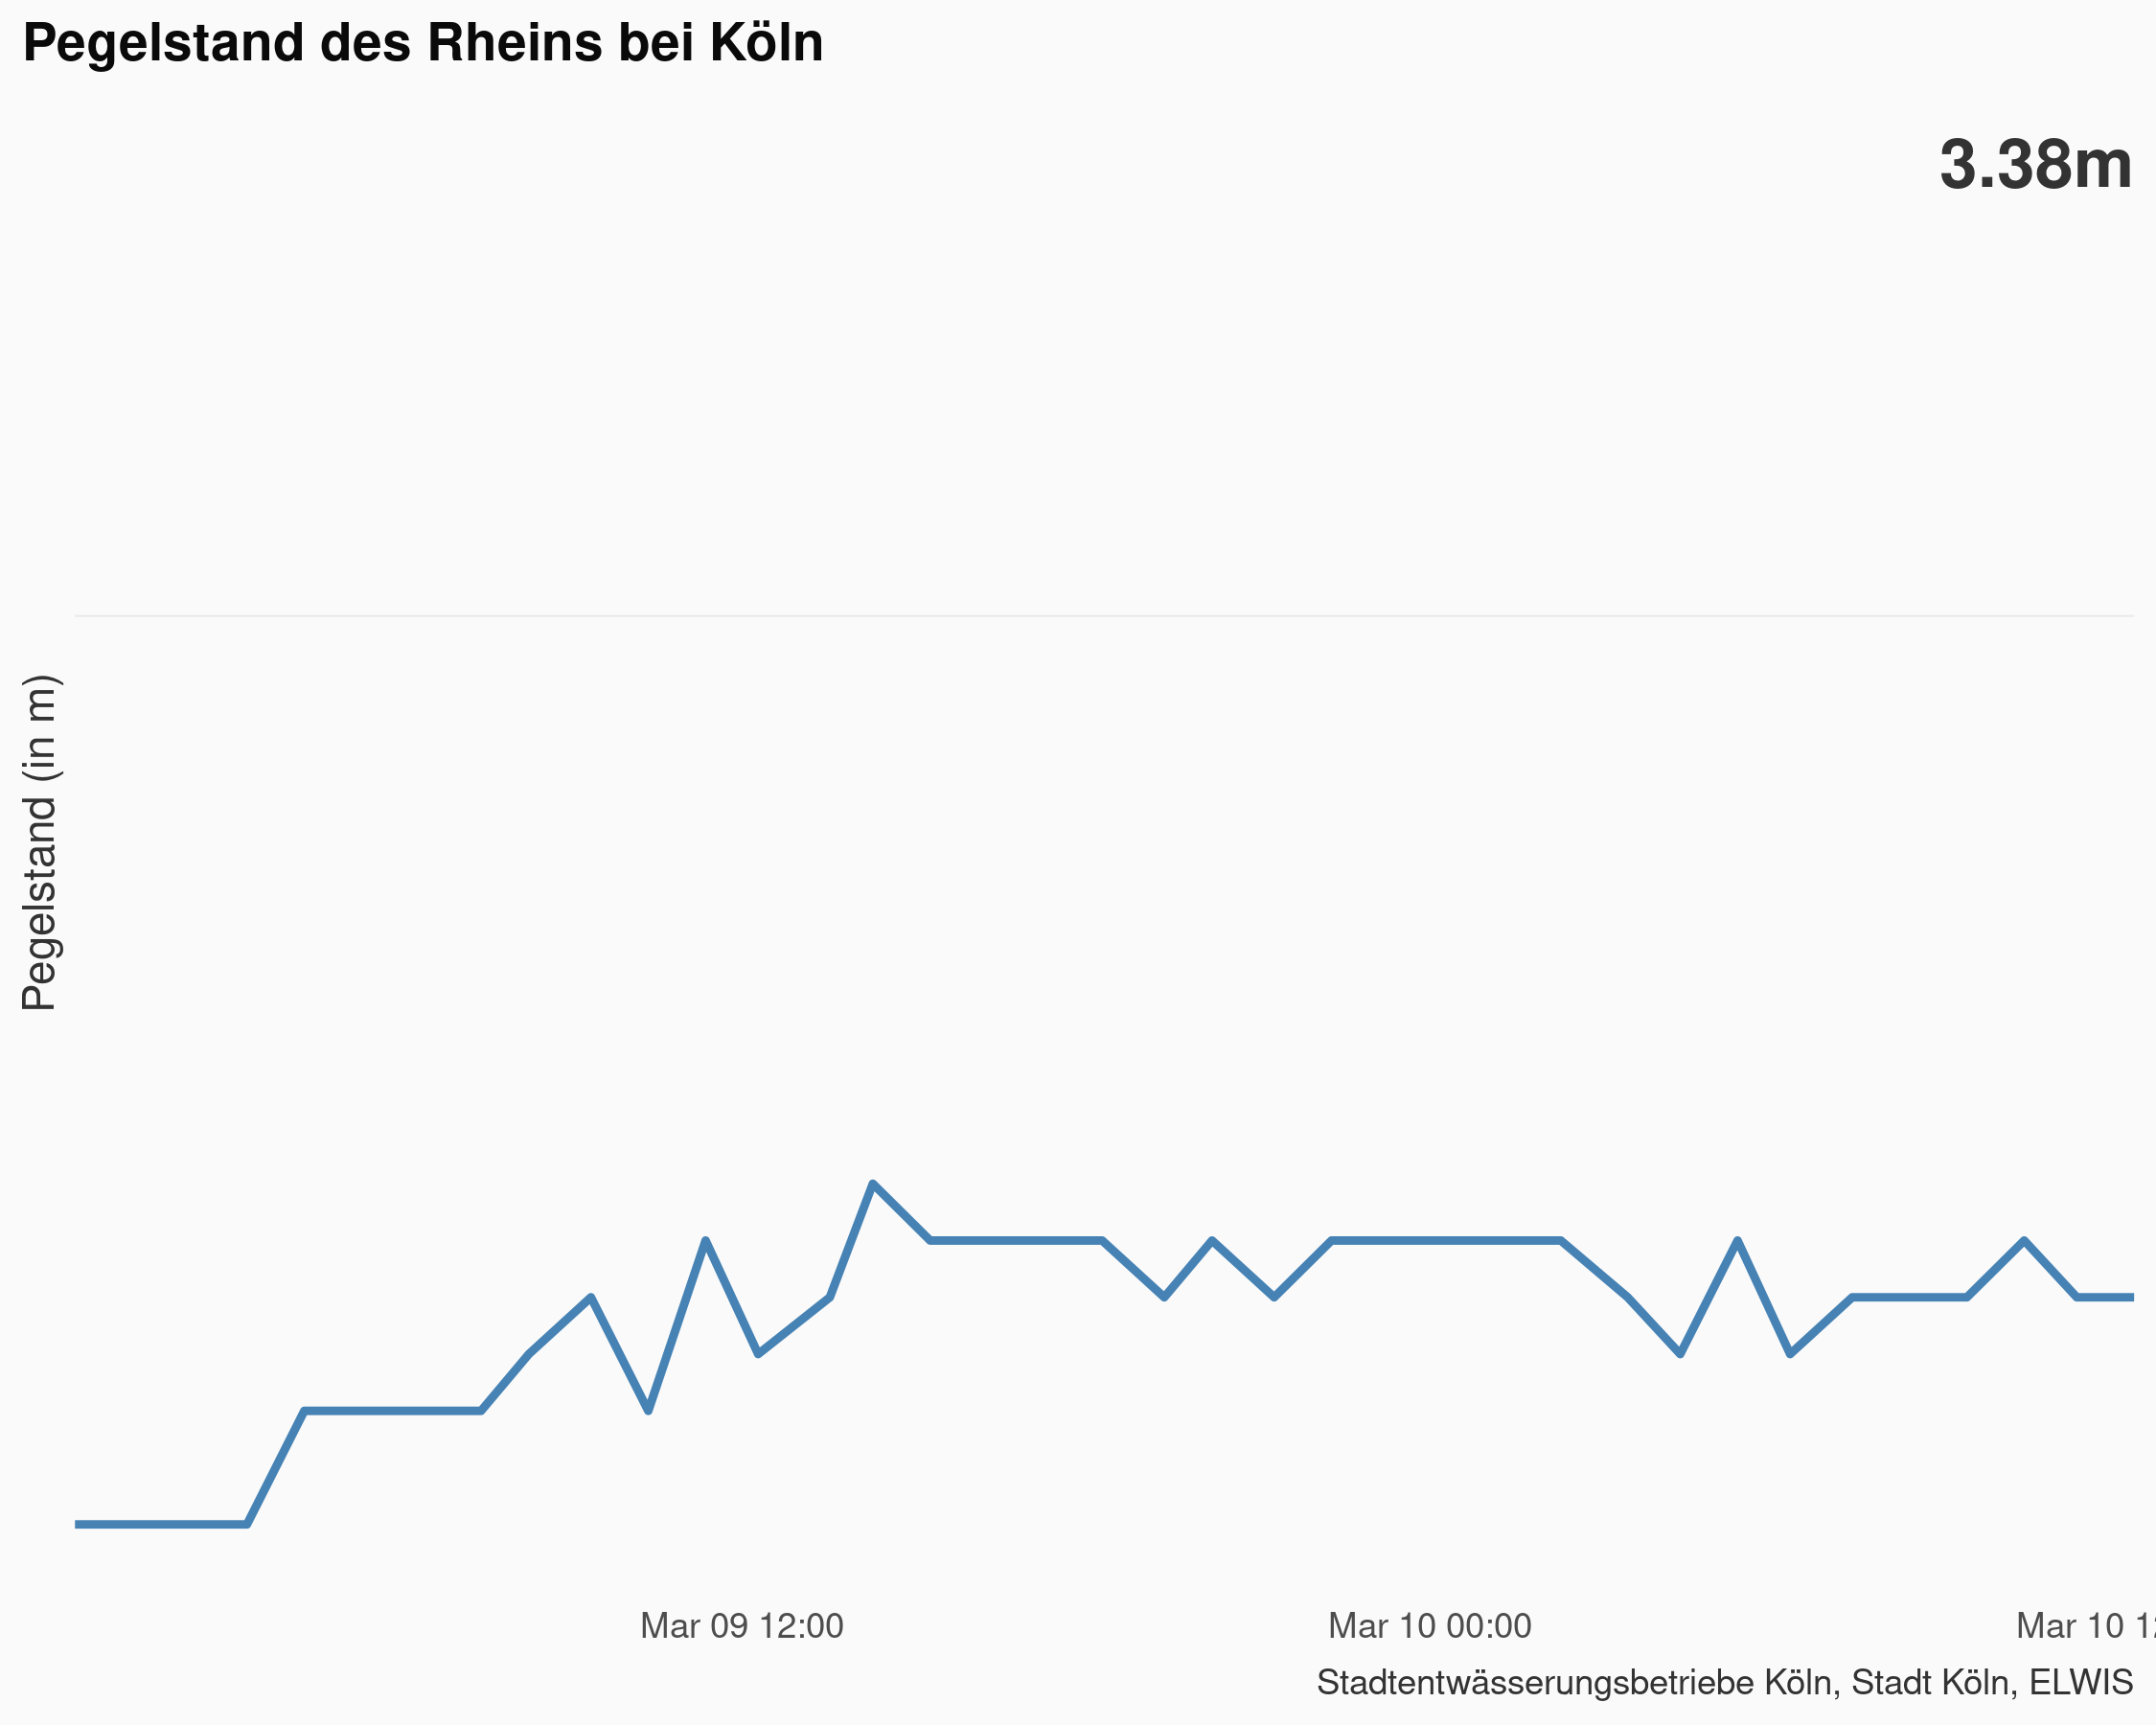 Pegelstand des Rheins bei Köln
3.38m
Pegelstand (in m)
Mar 09 12:00
Mar 10 00:00
Mar 10 1
Stadtentwässerungsbetriebe Köln, Stadt Köln, ELWIS